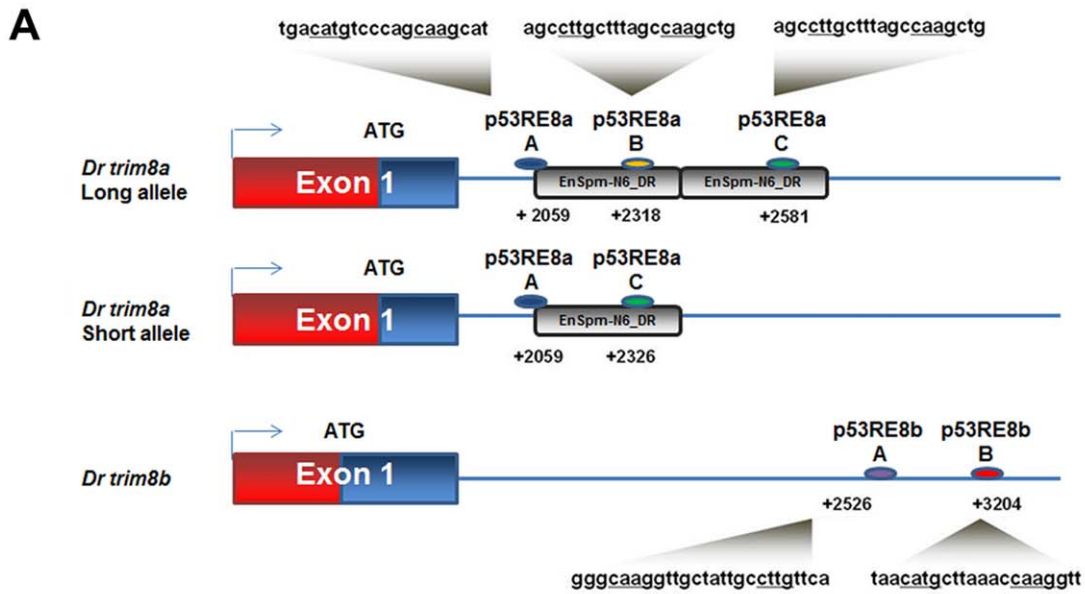 A
tgacatgtcccagcaagcat agccttgctttagccaagctg agccttgctttagccaagctg
p53RE8a p53RE8a p53RE8a
ATG A B C
Dr trim8a
Long allele
Exon 1
EnSpm-N6_DR EnSpm-N6_DR
+ 2059 +2318 +2581
p53RE8a p53RE8a
ATG A C
Dr trim8a
Short allele
Exon 1
EnSpm-N6_DR
+2059 +2326
ATG p53RE8b p53RE8b
A B
Dr trim8b
Exon 1
+2526 +3204
gggcaaggttgctattgccttgttca taacatgcttaaaccaaggtt